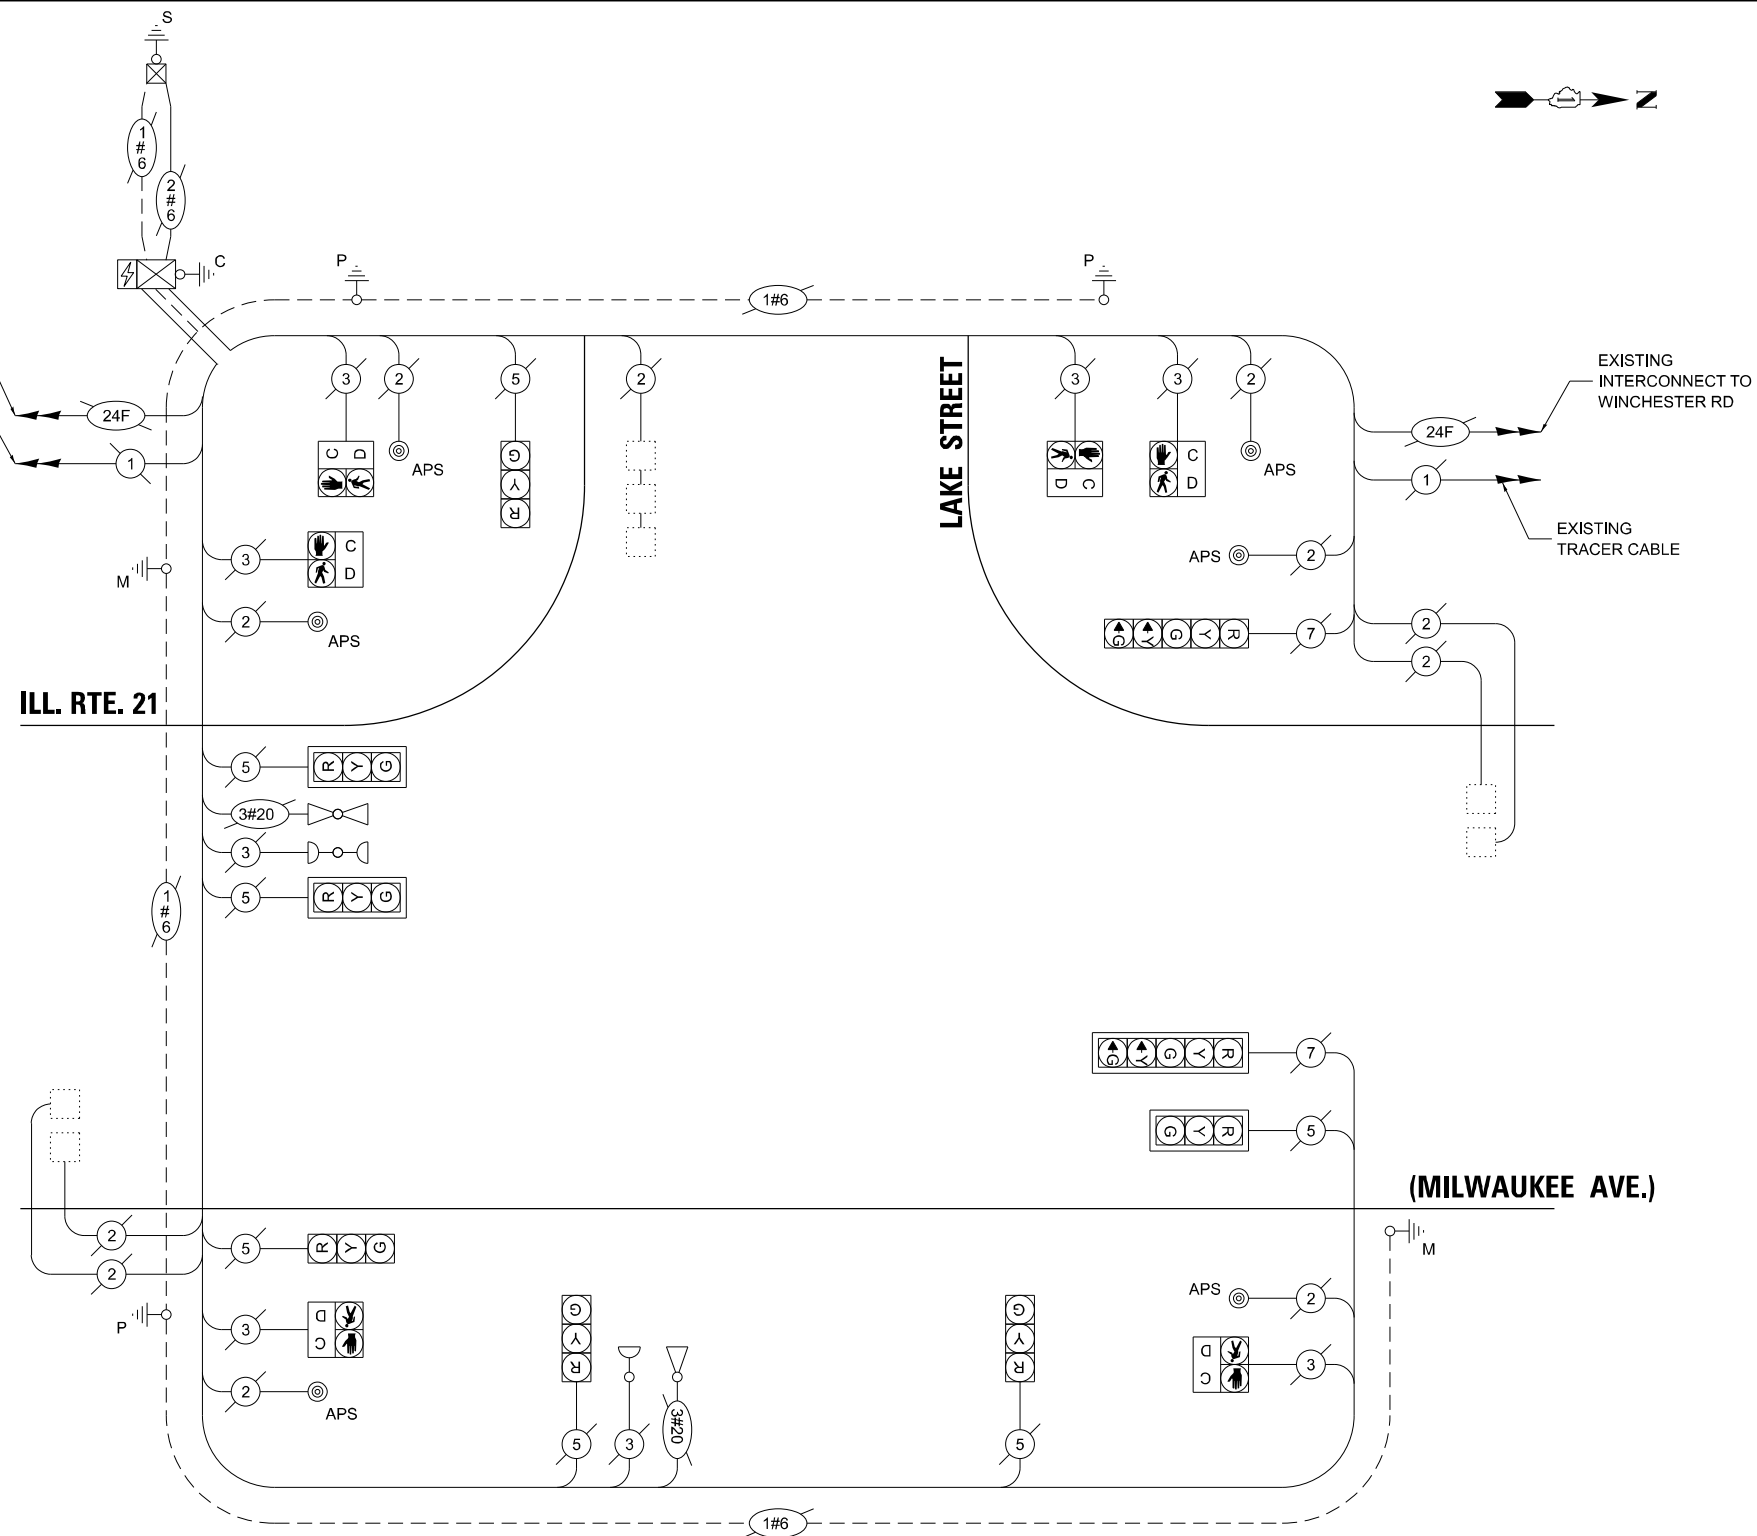 S
1
#
6
2
#
6
N
C
P
P
1#6
3
2
5
2
3
3
2
EXISTING
INTERCONNECT TO
WINCHESTER RD
24F
24F
1
1
EXISTING
TRACER CABLE
C D
APS
G
Y
R
LAKE STREET
D C
C
D
APS
M
3
C
D
APS
2
2
APS
G Y G Y R
7
2
2
ILL. RTE. 21
5
R Y G
3#20
3
5
R Y G
1
#
6
G Y G Y R
7
G Y R
5
(MILWAUKEE AVE.)
2
2
5
R Y G
M
P
3
D
C
2
APS
G
Y
R
5
3
3#20
G
Y
R
5
APS
2
D
C
3
1#6